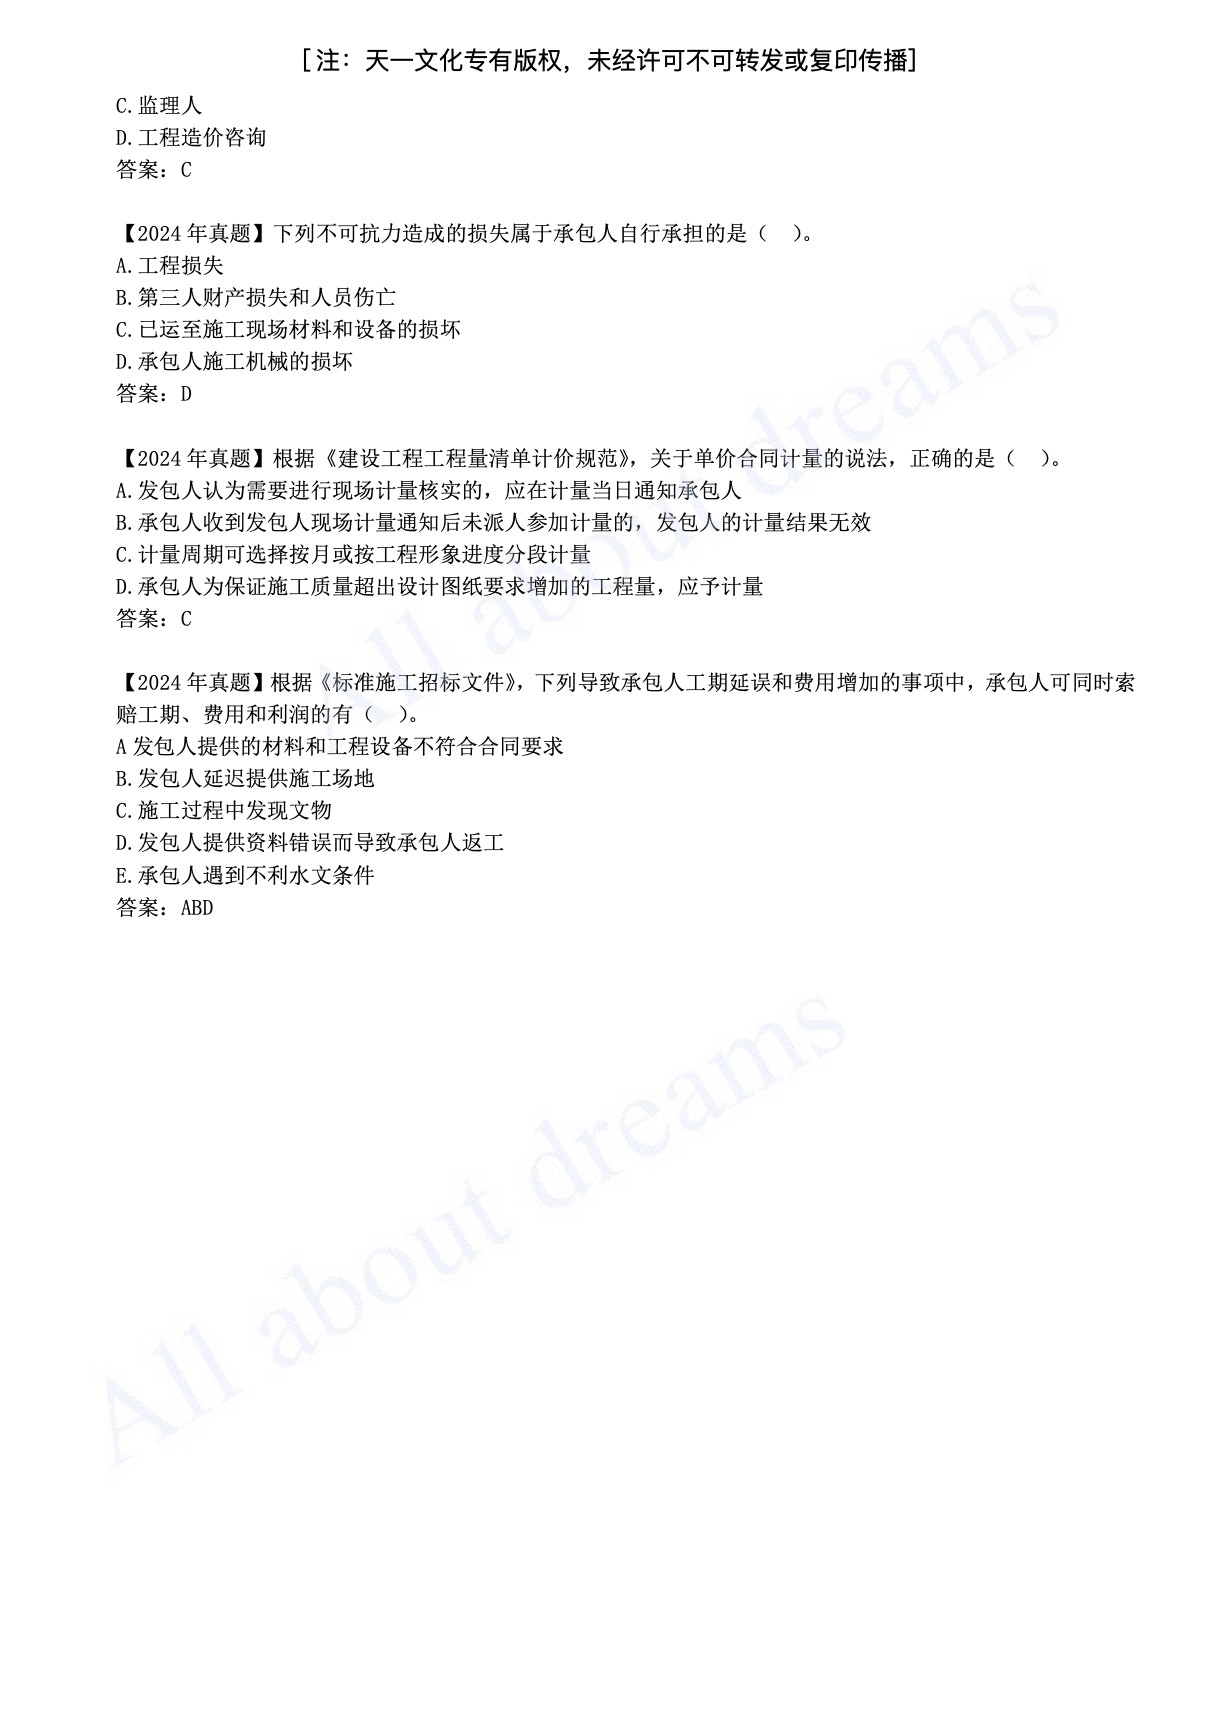 [注：天一文化专有版权，未经许可不可转发或复印传播]
C.监理人
D.工程造价咨询
答案：C
【2024 年真题】下列不可抗力造成的损失属于承包人自行承担的是（ ）。
A.工程损失
B.第三人财产损失和人员伤亡
C.已运至施工现场材料和设备的损坏
D.承包人施工机械的损坏
答案：D
【2024 年真题】根据《建设工程工程量清单计价规范》，关于单价合同计量的说法，正确的是（ ）。
A.发包人认为需要进行现场计量核实的，应在计量当日通知承包人
B.承包人收到发包人现场计量通知后未派人参加计量的，发包人的计量结果无效
C.计量周期可选择按月或按工程形象进度分段计量
D.承包人为保证施工质量超出设计图纸要求增加的工程量，应予计量
答案：C
【2024 年真题】根据《标准施工招标文件》，下列导致承包人工期延误和费用增加的事项中，承包人可同时索
赔工期、费用和利润的有（ ）。
A 发包人提供的材料和工程设备不符合合同要求
B.发包人延迟提供施工场地
C.施工过程中发现文物
D.发包人提供资料错误而导致承包人返工
E.承包人遇到不利水文条件
答案：ABD
All about dreams
All about dreams